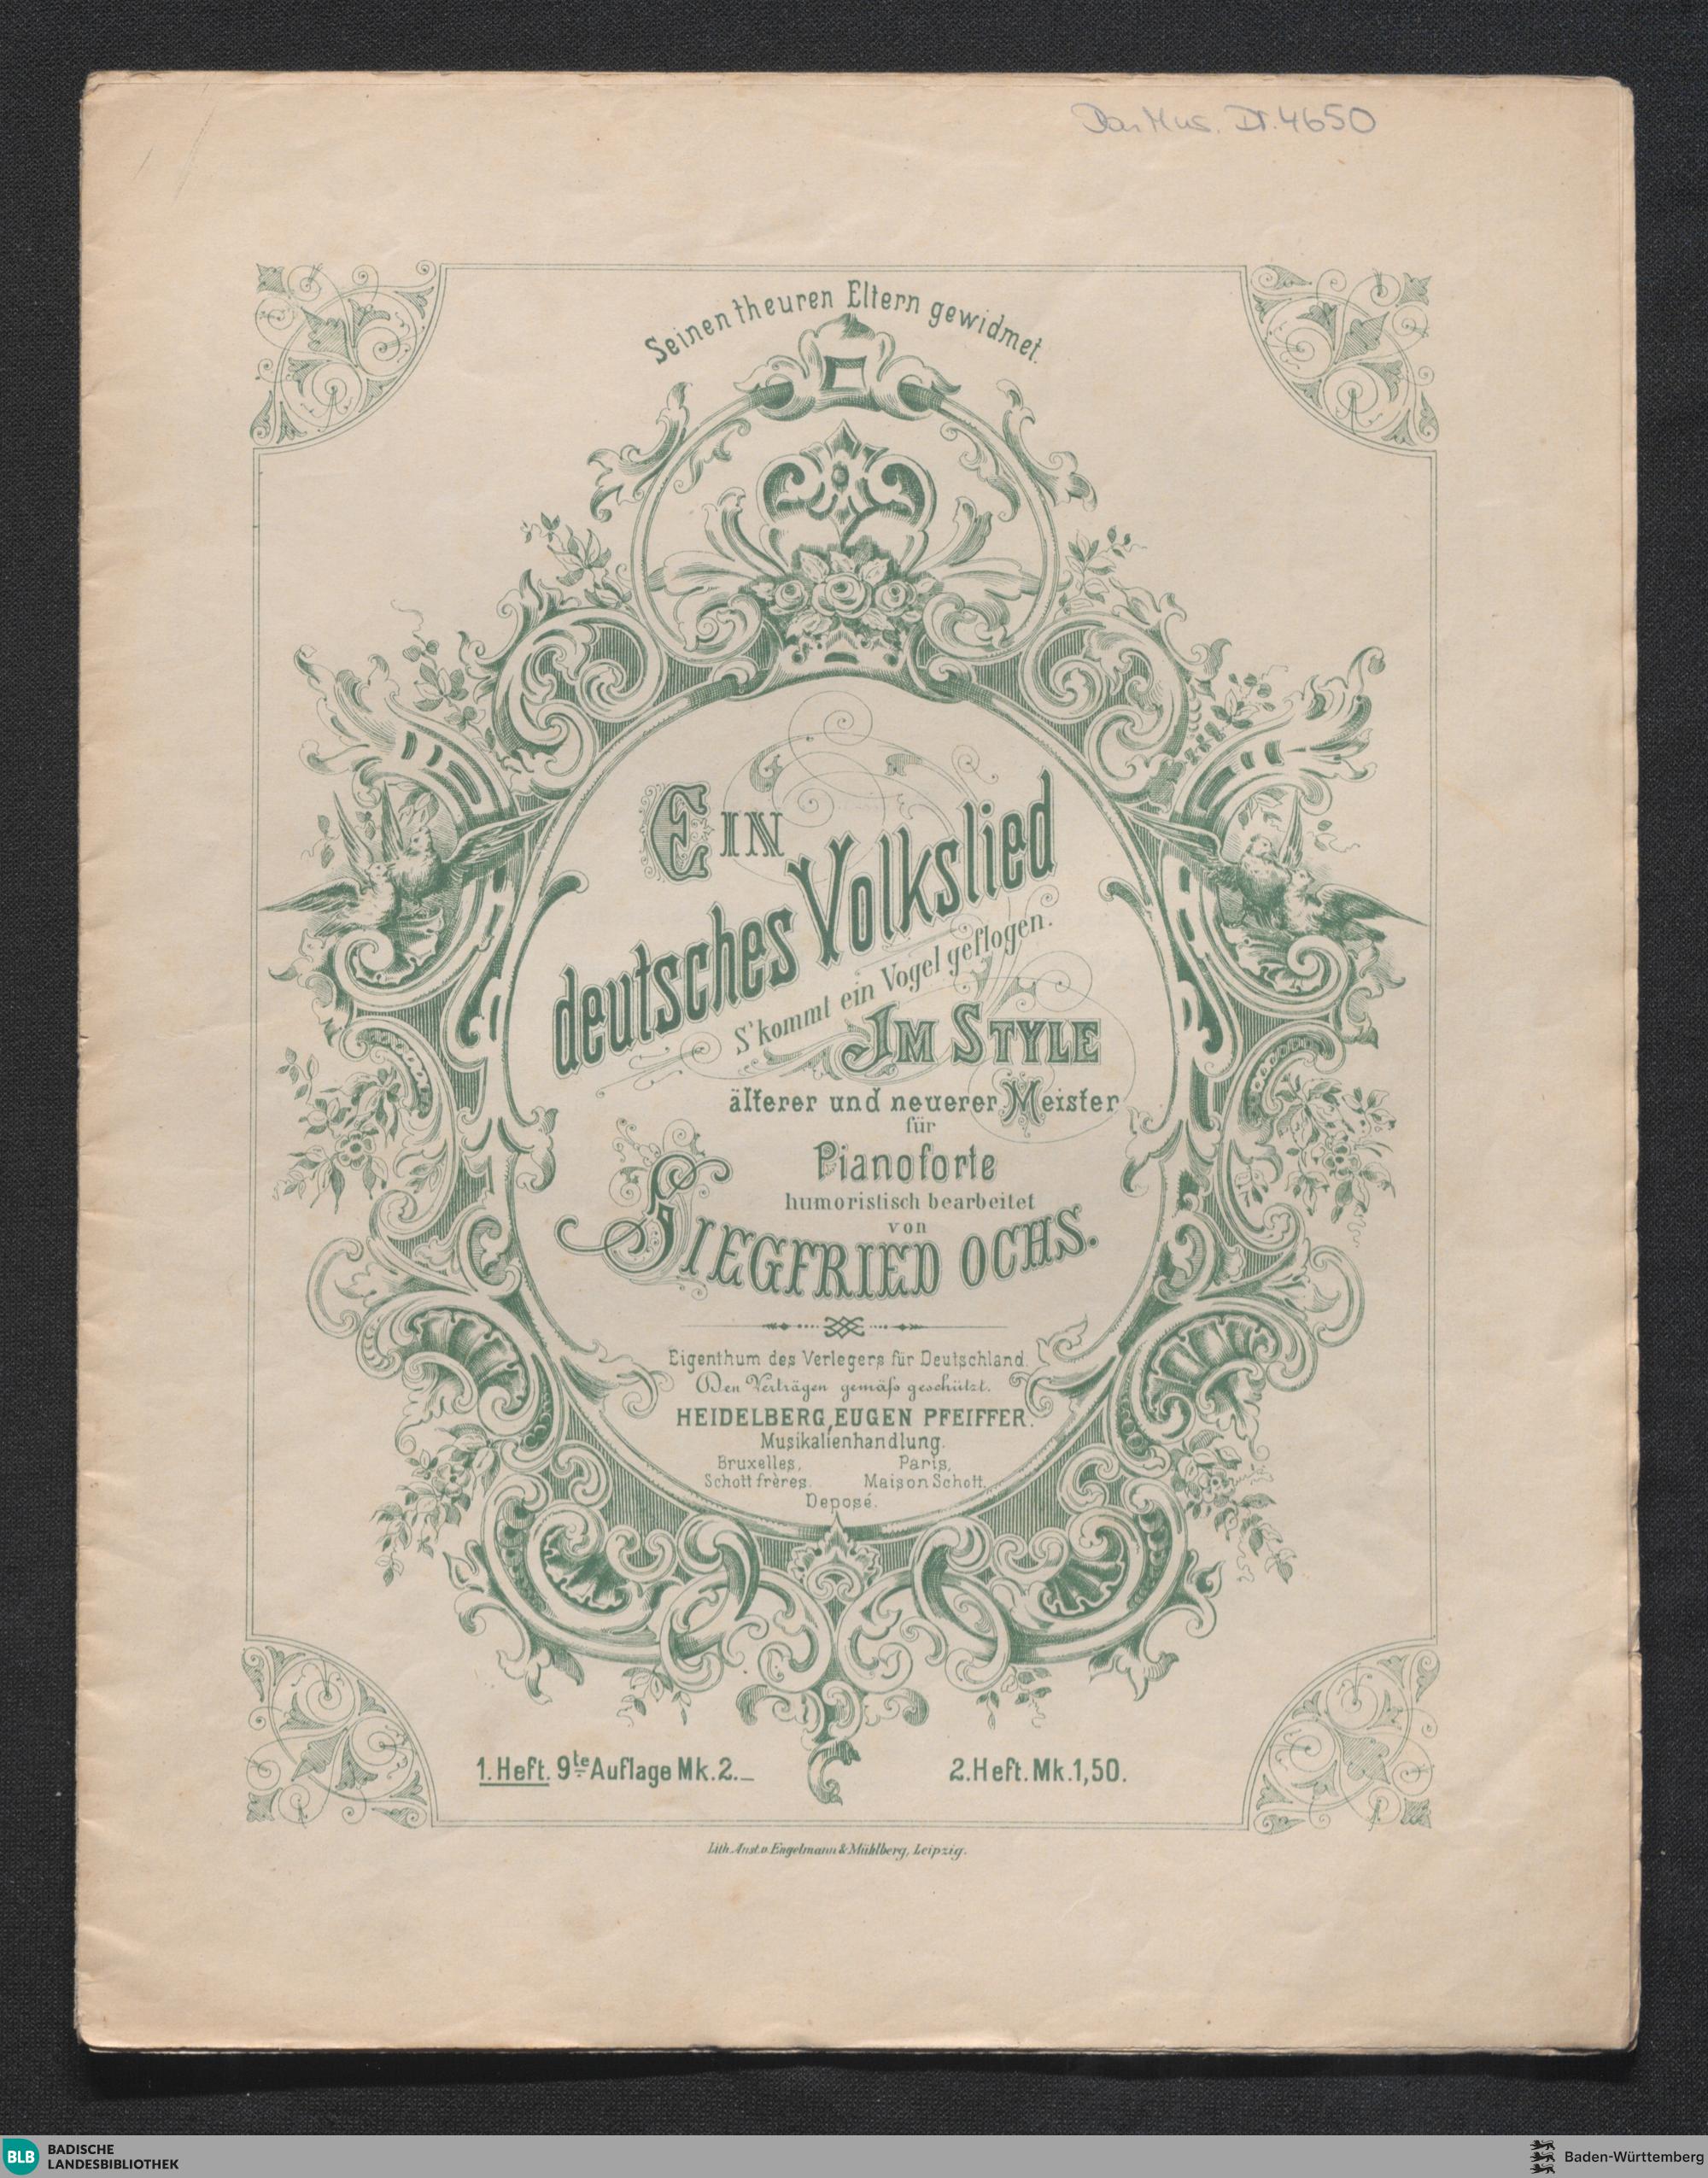 DonMus. Dr. 4650
Seinen theuren Eltern gewidmet.
EIN
deutsches Volkslied
S'kommt ein Vogel geflogen.
IM STYLE
älterer und neuerer Meister
für
Pianoforte
humoristisch bearbeitet
von
SIEGFRIED OCHS.
Eigenthum des Verlegers für Deutschland.
Den Verträgen gemäſs geschützt.
HEIDELBERG, EUGEN PFEIFFER.
Musikalienhandlung.
Bruxelles, Paris,
Schott frères. Maison Schott.
Deposé.
1. Heft. 9te Auflage Mk. 2._ 2. Heft. Mk. 1,50.
Lith. Anst. v. Engelmann & Mühlberg, Leipzig.
BLB BADISCHE
LANDESBIBLIOTHEK
Baden-Württemberg